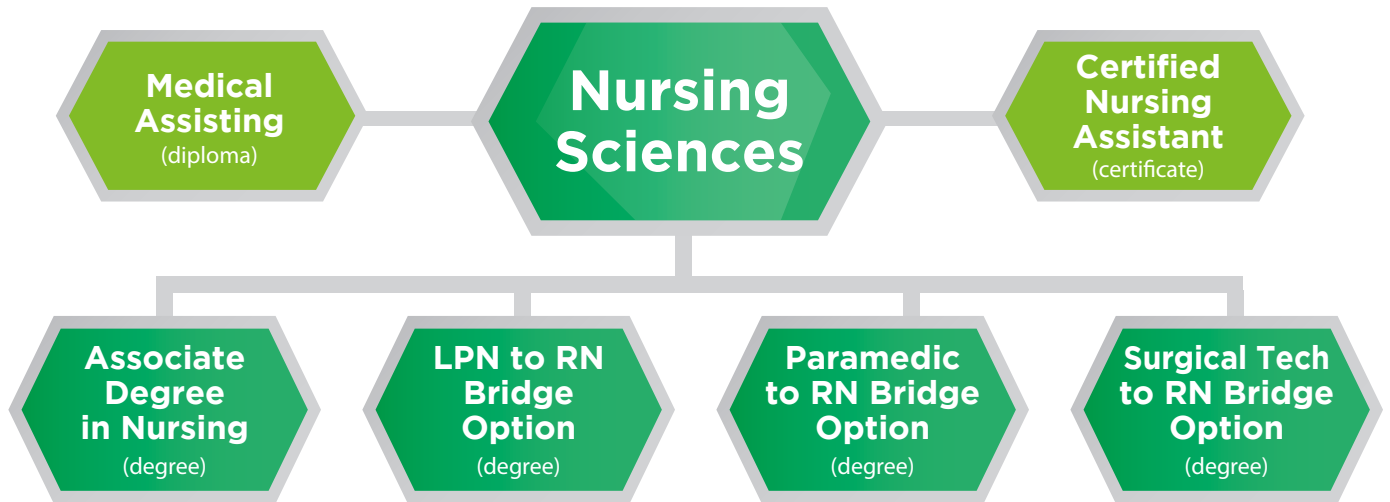 Medical
Assisting
(diploma)
Nursing
Sciences
Certified
Nursing
Assistant
(certificate)
Associate
Degree
in Nursing
(degree)
LPN to RN
Bridge
Option
(degree)
Paramedic
to RN Bridge
Option
(degree)
Surgical Tech
to RN Bridge
Option
(degree)